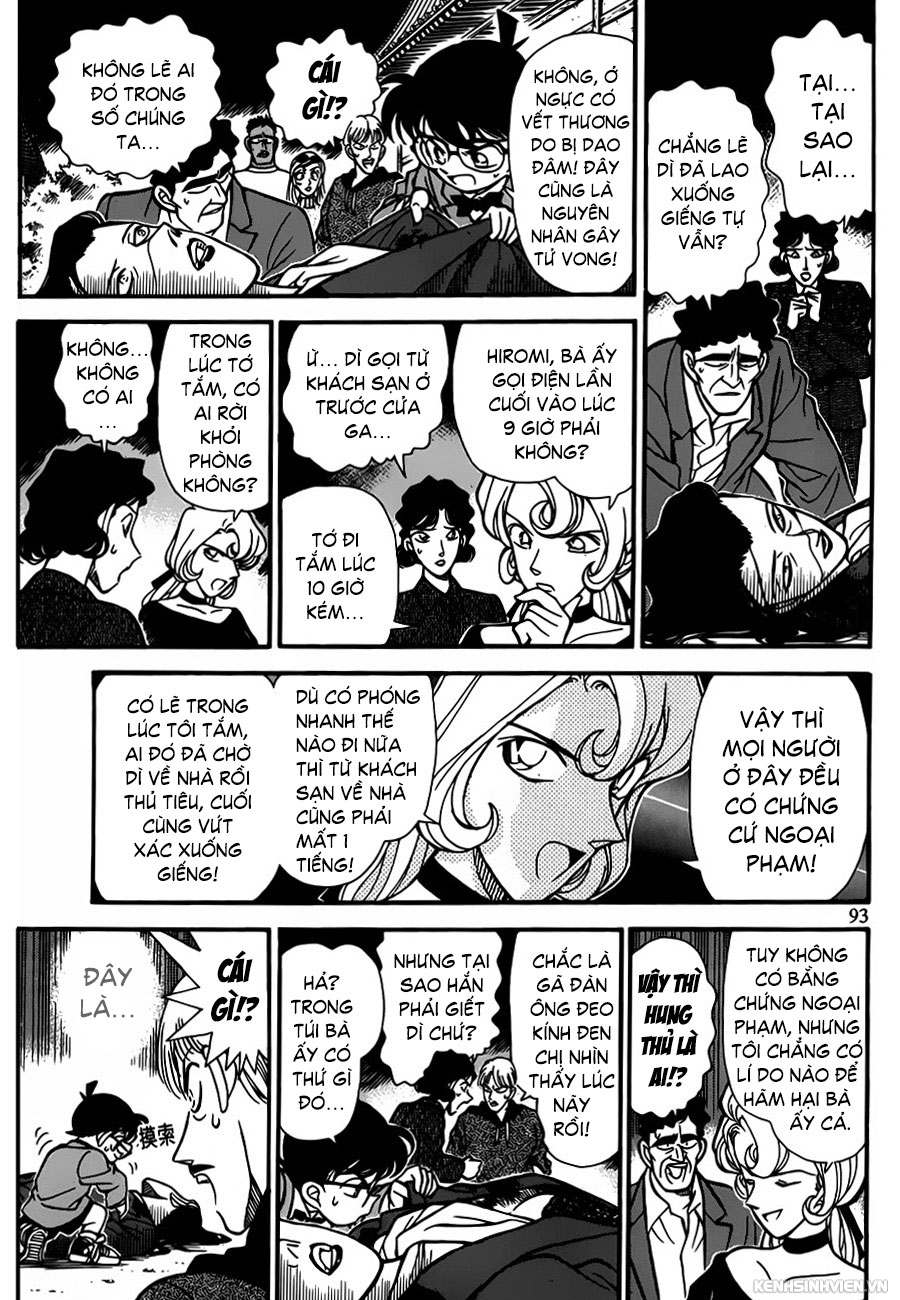 TẠI...
TẠI
SAO
LẠI...
CHẲNG LẼ
DÌ ĐÃ LAO
XUỐNG
GIẾNG TỰ
VẪN?
KHÔNG, Ở
NGỰC CÓ
VẾT THƯƠNG
DO BỊ DAO
ĐÂM! ĐÂY
CŨNG LÀ
NGUYÊN
NHÂN GÂY
TỬ VONG!
CÁI
GÌ!?
KHÔNG LẼ AI
ĐÓ TRONG
SỐ CHÚNG
TA...
HIROMI, BÀ ẤY
GỌI ĐIỆN LẦN
CUỐI VÀO LÚC
9 GIỜ PHẢI
KHÔNG?
Ừ... DÌ GỌI TỪ
KHÁCH SẠN Ở
TRƯỚC CỬA
GA...
TỚ ĐI
TẮM LÚC
10 GIỜ
KÉM...
TRONG
LÚC TỚ
TẮM, CÓ
AI RỜI
KHỎI
PHÒNG
KHÔNG?
KHÔNG...
KHÔNG
CÓ AI
...
VẬY THÌ
MỌI NGƯỜI
Ở ĐÂY ĐỀU
CÓ CHỨNG
CỨ NGOẠI
PHẠM!
DÙ CÓ PHÓNG
NHANH THẾ
NÀO ĐI NỮA
THÌ TỪ KHÁCH
SẠN VỀ NHÀ
CŨNG PHẢI
MẤT 1
TIẾNG!
CÓ LẼ TRONG
LÚC TÔI TẮM,
AI ĐÓ ĐÃ CHỜ
DÌ VỀ NHÀ RỒI
THỦ TIÊU, CUỐI
CÙNG VỨT
XÁC XUỐNG
GIẾNG!
93
TUY KHÔNG
CÓ BẰNG
CHỨNG NGOẠI
PHẠM, NHƯNG
TÔI CHẲNG CÓ
LÍ DO NÀO ĐỂ
HÃM HẠI BÀ
ẤY CẢ.
VẬY THÌ
HUNG
THỦ LÀ
AI!?
CHẮC LÀ
GÃ ĐÀN
ÔNG ĐEO
KÍNH ĐEN
CHỊ NHÌN
THẤY LÚC
NÃY
RỒI!
NHƯNG TẠI
SAO HẮN
PHẢI GIẾT
DÌ CHỨ?
HẢ?
TRONG
TÚI BÀ
ẤY CÓ
THỨ GÌ
ĐÓ...
CÁI
GÌ!?
ĐÂY
LÀ...
摸索
KENHSINHVIEN.VN